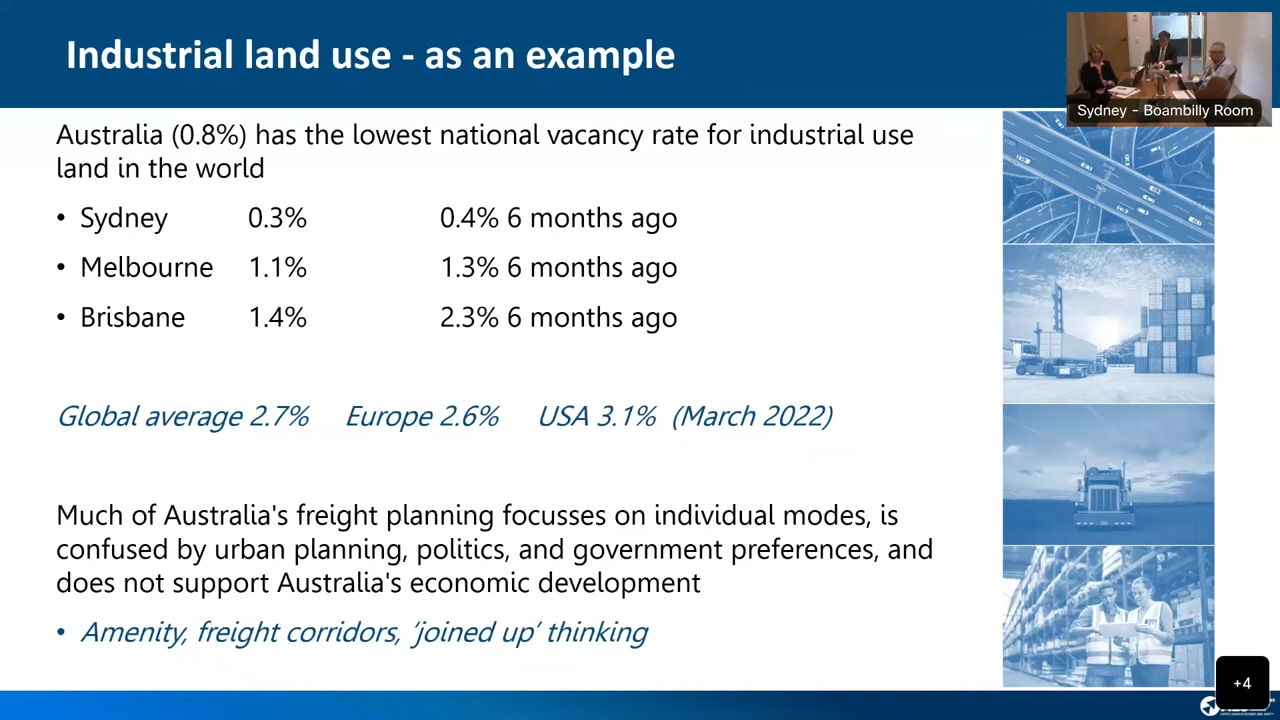 Industrial land use - as an example
Sydney - Boambilly Room
Australia (0.8%) has the lowest national vacancy rate for industrial use
land in the world
• Sydney 0.3% 0.4% 6 months ago
• Melbourne 1.1% 1.3% 6 months ago
• Brisbane 1.4% 2.3% 6 months ago
Global average 2.7% Europe 2.6% USA 3.1% (March 2022)
Much of Australia's freight planning focusses on individual modes, is
confused by urban planning, politics, and government preferences, and
does not support Australia's economic development
• Amenity, freight corridors, 'joined up' thinking
+4